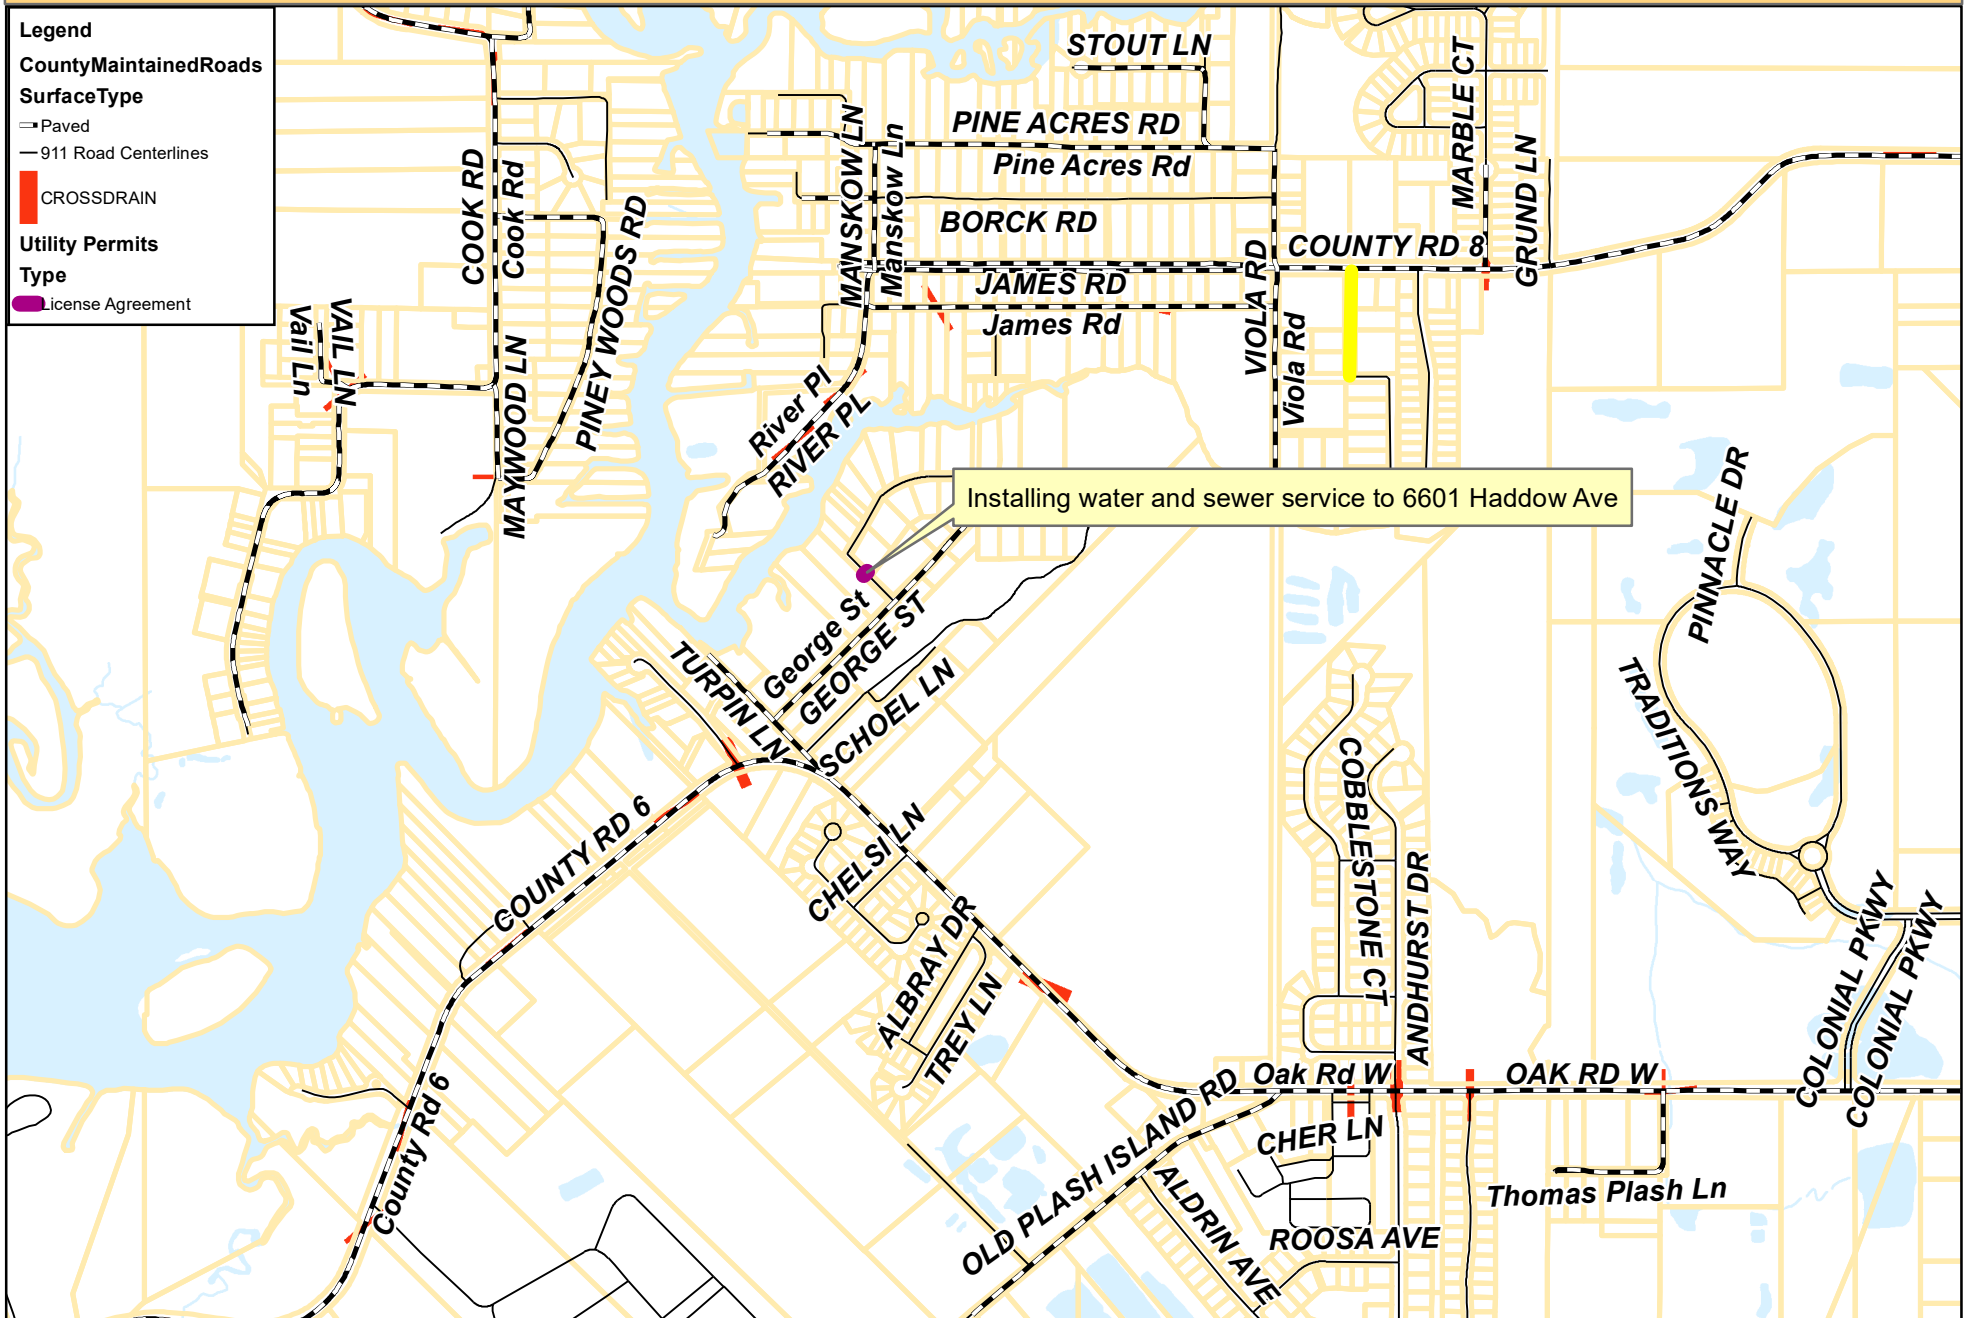 Legend
CountyMaintainedRoads
SurfaceType
Paved
911 Road Centerlines
CROSSDRAIN
Utility Permits
Type
License Agreement
STOUT LN
PINE ACRES RD
Pine Acres Rd
MANSKOW LN
Manskow Ln
BORCK RD
JAMES RD
James Rd
COOK RD
Cook Rd
PINEY WOODS RD
MAYWOOD LN
VAIL LN
Vail Ln
River Pl
RIVER PL
VIOLA RD
Viola Rd
COUNTY RD 8
MARBLE CT
GRUND LN
Installing water and sewer service to 6601 Haddow Ave
George St
GEORGE ST
TURPIN LN
SCHOEL LN
COUNTY RD 6
CHELSI LN
ALBRAY DR
TREY LN
County Rd 6
COBBLESTONE CT
ANDHURST DR
PINNACLE DR
TRADITIONS WAY
COLONIAL PKWY
COLONIAL PKWY
Oak Rd W
OAK RD W
OLD PLASH ISLAND RD
CHER LN
ALDRIN AVE
ROOSA AVE
Thomas Plash Ln